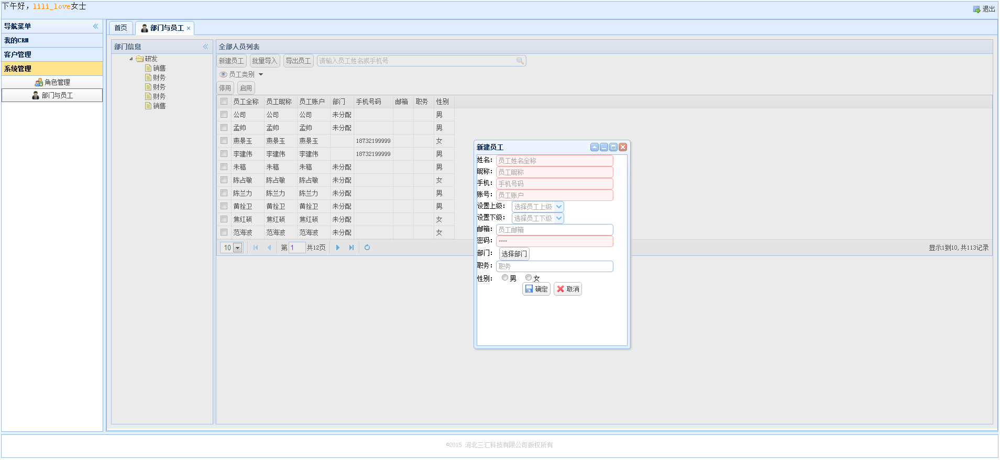 下午好，lili_love女士
退出
导航菜单
我的CRM
客户管理
系统管理
角色管理
部门与员工
首页
部门与员工
部门信息
研发
销售
财务
财务
财务
销售
全部人员列表
新建员工 批量导入 导出员工 请输入员工姓名或手机号
员工类别
停用 启用
员工全称 员工昵称 员工账户 部门 手机号码 邮箱 职务 性别
公司 公司 公司 未分配 男
孟帅 孟帅 孟帅 未分配 男
燕景玉 燕景玉 燕景玉 18732199999 女
李建伟 李建伟 李建伟 18732199999 男
朱稿 朱稿 朱稿 未分配 男
陈占敏 陈占敏 陈占敏 未分配 女
陈兰力 陈兰力 陈兰力 未分配 男
黄拴卫 黄拴卫 黄拴卫 未分配 男
焦红硕 焦红硕 焦红硕 未分配 女
范海波 范海波 范海波 未分配 女
10 第 1 共12页
显示1到10,共113记录
新建员工
姓名： 员工姓名全称
昵称： 员工昵称
手机： 手机号码
账号： 员工账户
设置上级： 选择员工上级
设置下级： 选择员工下级
邮箱： 员工邮箱
密码： ••••
部门： 选择部门
职务： 职务
性别： 男 女
确定 取消
©2015 河北三汇科技有限公司版权所有